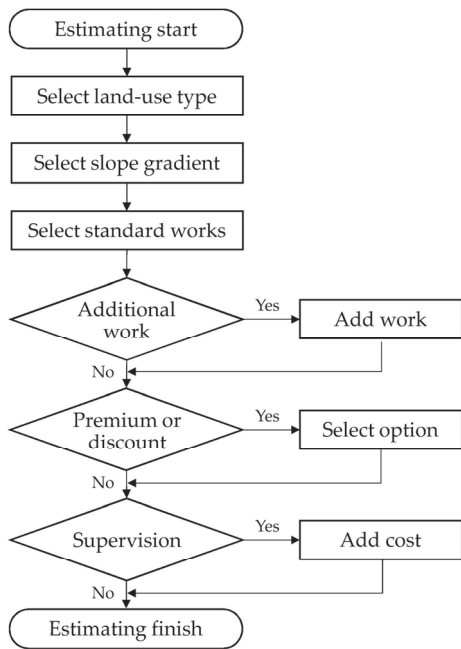 Estimating start
Select land-use type
Select slope gradient
Select standard works
Additional
work
Yes
Add work
No
Premium or
discount
Yes
Select option
No
Supervision
Yes
Add cost
No
Estimating finish